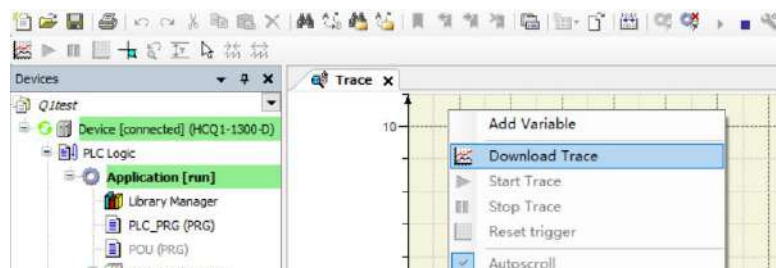 Devices
Trace
Q1test
Device [connected] (HCQ1-1300-D)
PLC Logic
Application [run]
Library Manager
PLC_PRG (PRG)
POU (PRG)
10
Add Variable
Download Trace
Start Trace
Stop Trace
Reset trigger
Autoscroll